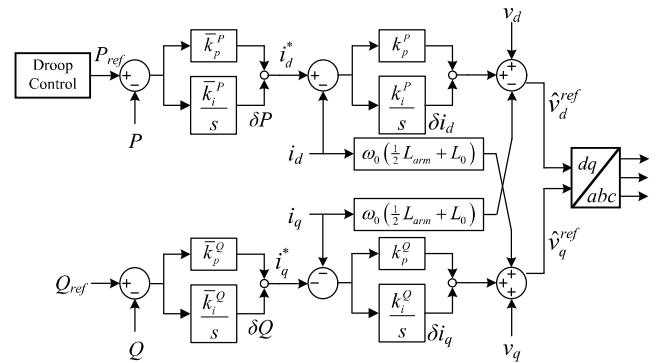 v_d
Droop
Control
P_ref
+
−
P
k̄_p^P
k̄_i^P
s
δP
i_d^*
+
−
k_p^P
k_i^P
s
δi_d
+
+
−
v̂_d^ref
i_d
ω_0 (½ L_arm + L_0)
i_q
ω_0 (½ L_arm + L_0)
dq
abc
v̂_q^ref
Q_ref
+
−
Q
k̄_p^Q
k̄_i^Q
s
δQ
i_q^*
−
−
k_p^Q
k_i^Q
s
δi_q
+
+
+
v_q